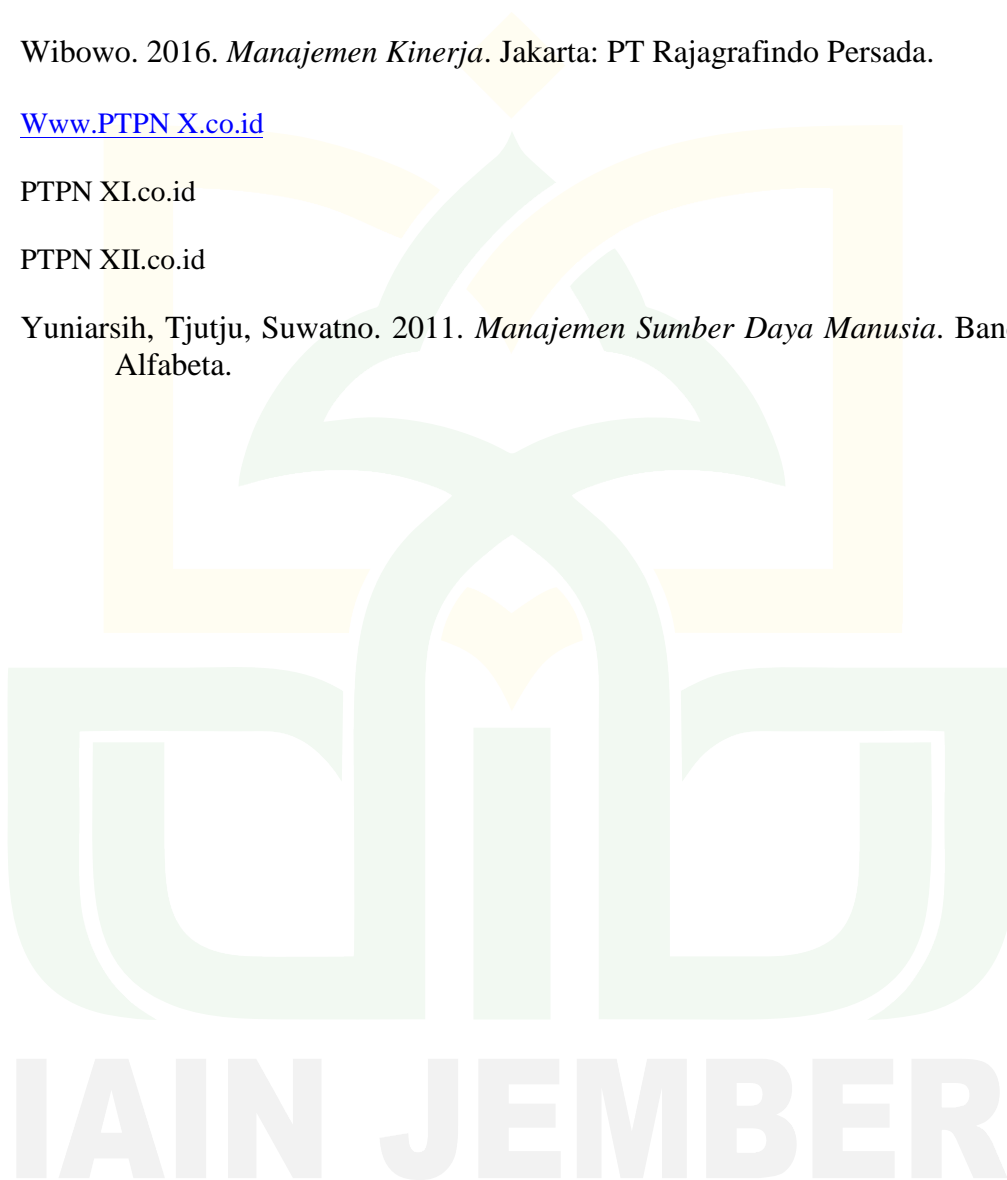 Wibowo. 2016. Manajemen Kinerja. Jakarta: PT Rajagrafindo Persada.
Www.PTPN X.co.id
PTPN XI.co.id
PTPN XII.co.id
Yuniarsih, Tjutju, Suwatno. 2011. Manajemen Sumber Daya Manusia.
Alfabeta.
IAIN JEMBER